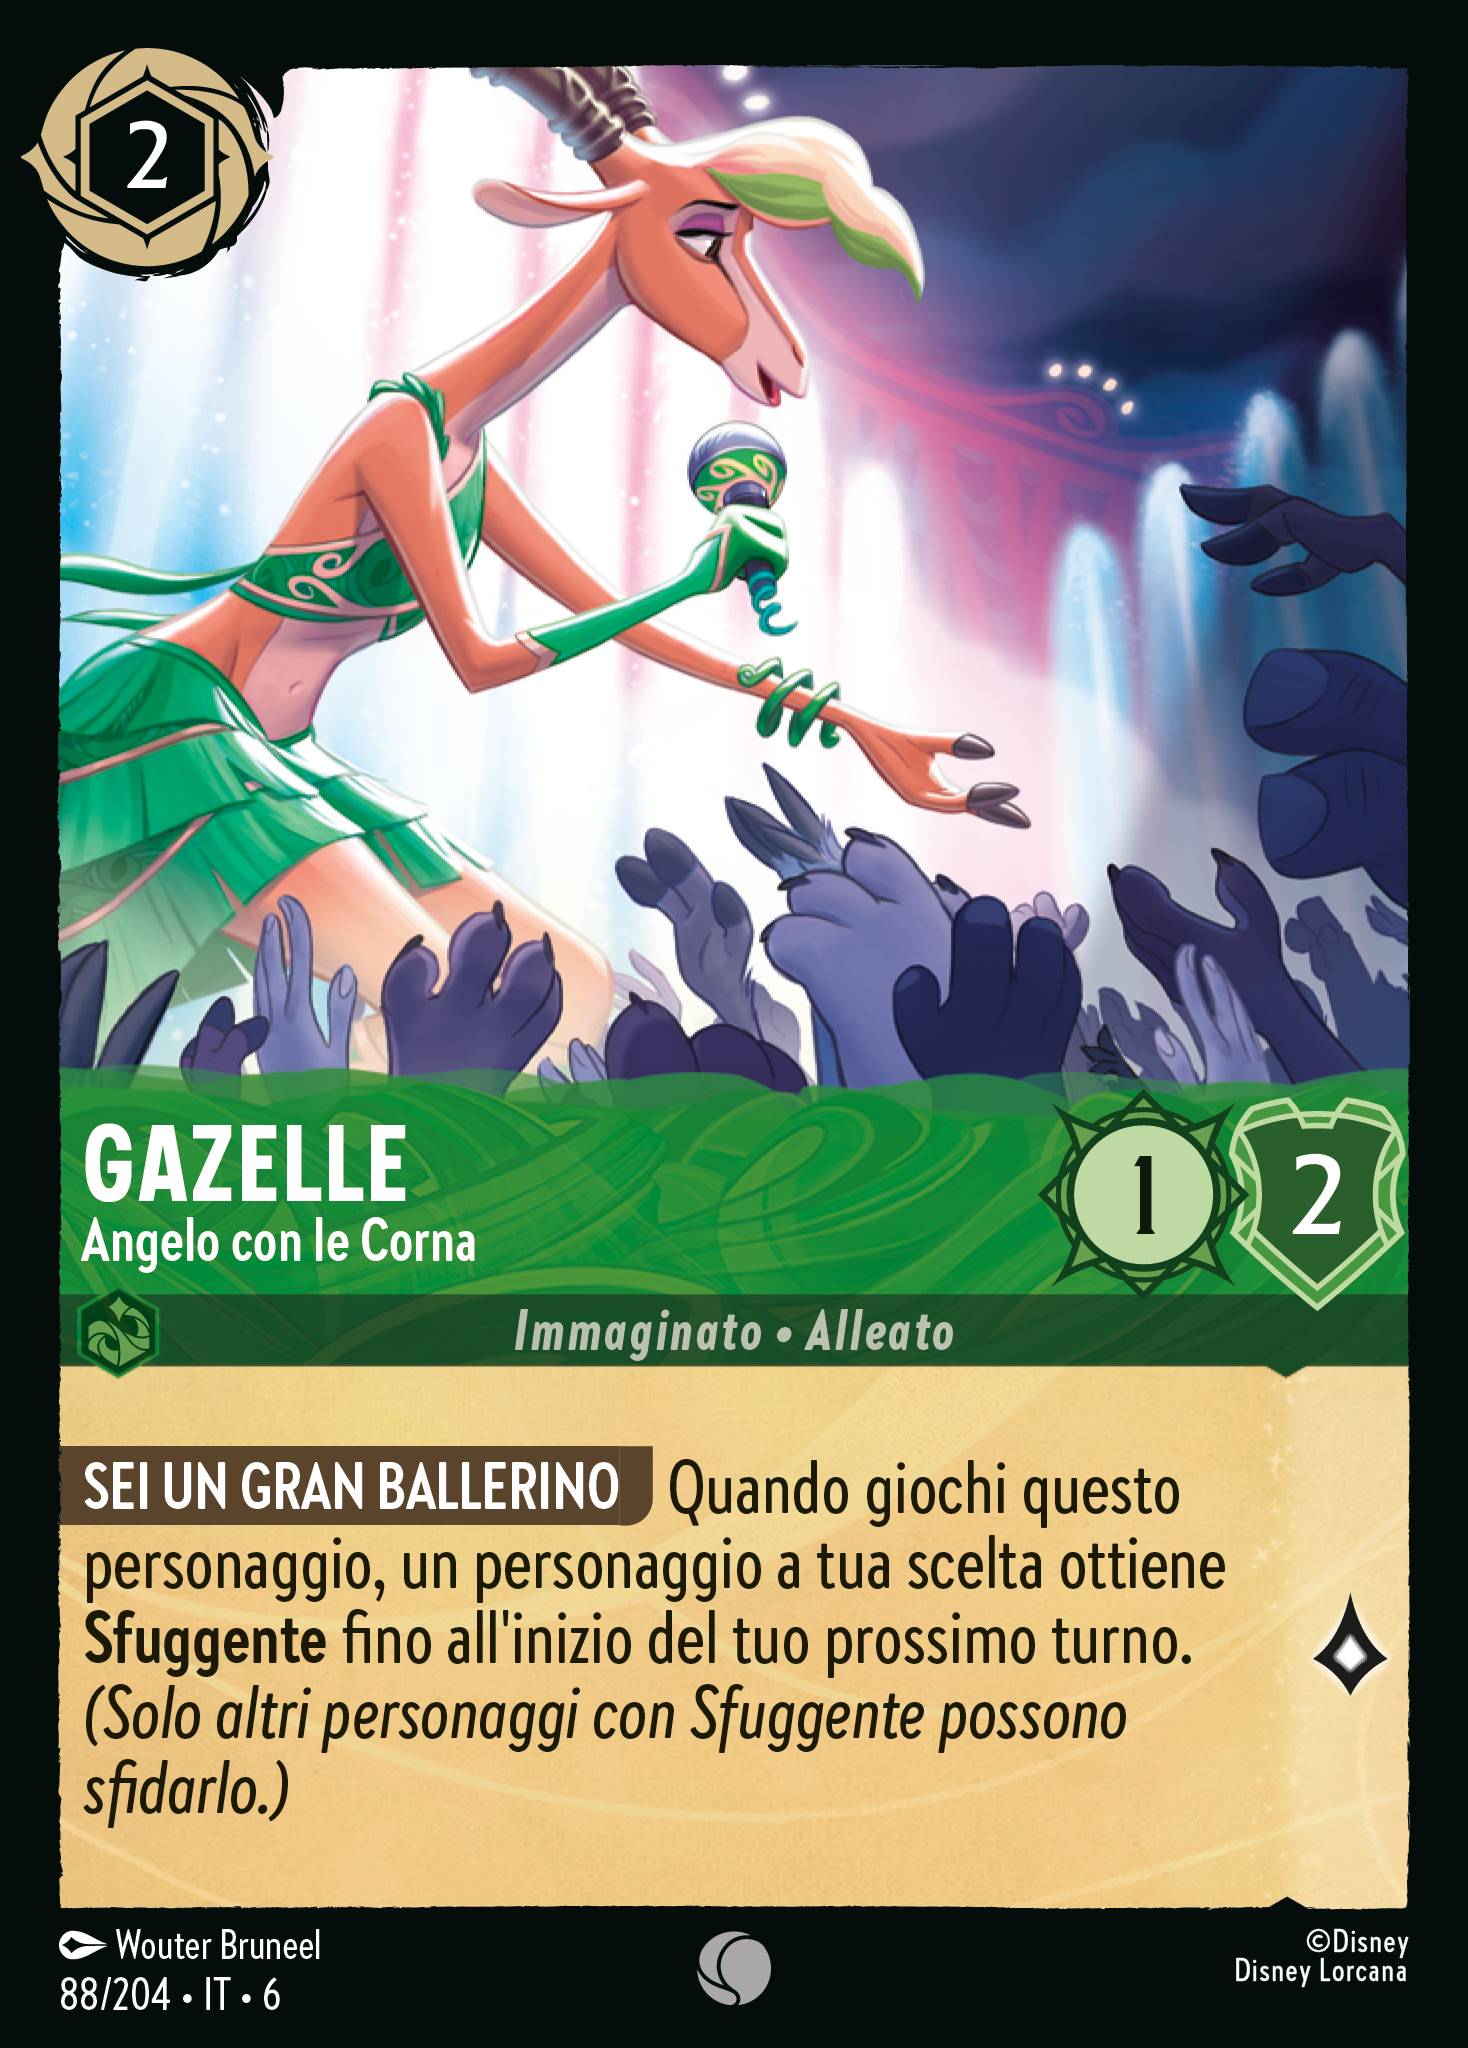 2
GAZELLE
Angelo con le Corna
1 2
Immaginato • Alleato
SEI UN GRAN BALLERINO Quando giochi questo
personaggio, un personaggio a tua scelta ottiene
Sfuggente fino all'inizio del tuo prossimo turno.
(Solo altri personaggi con Sfuggente possono
sfidarlo.)
Wouter Bruneel
88/204 • IT • 6
©Disney
Disney Lorcana